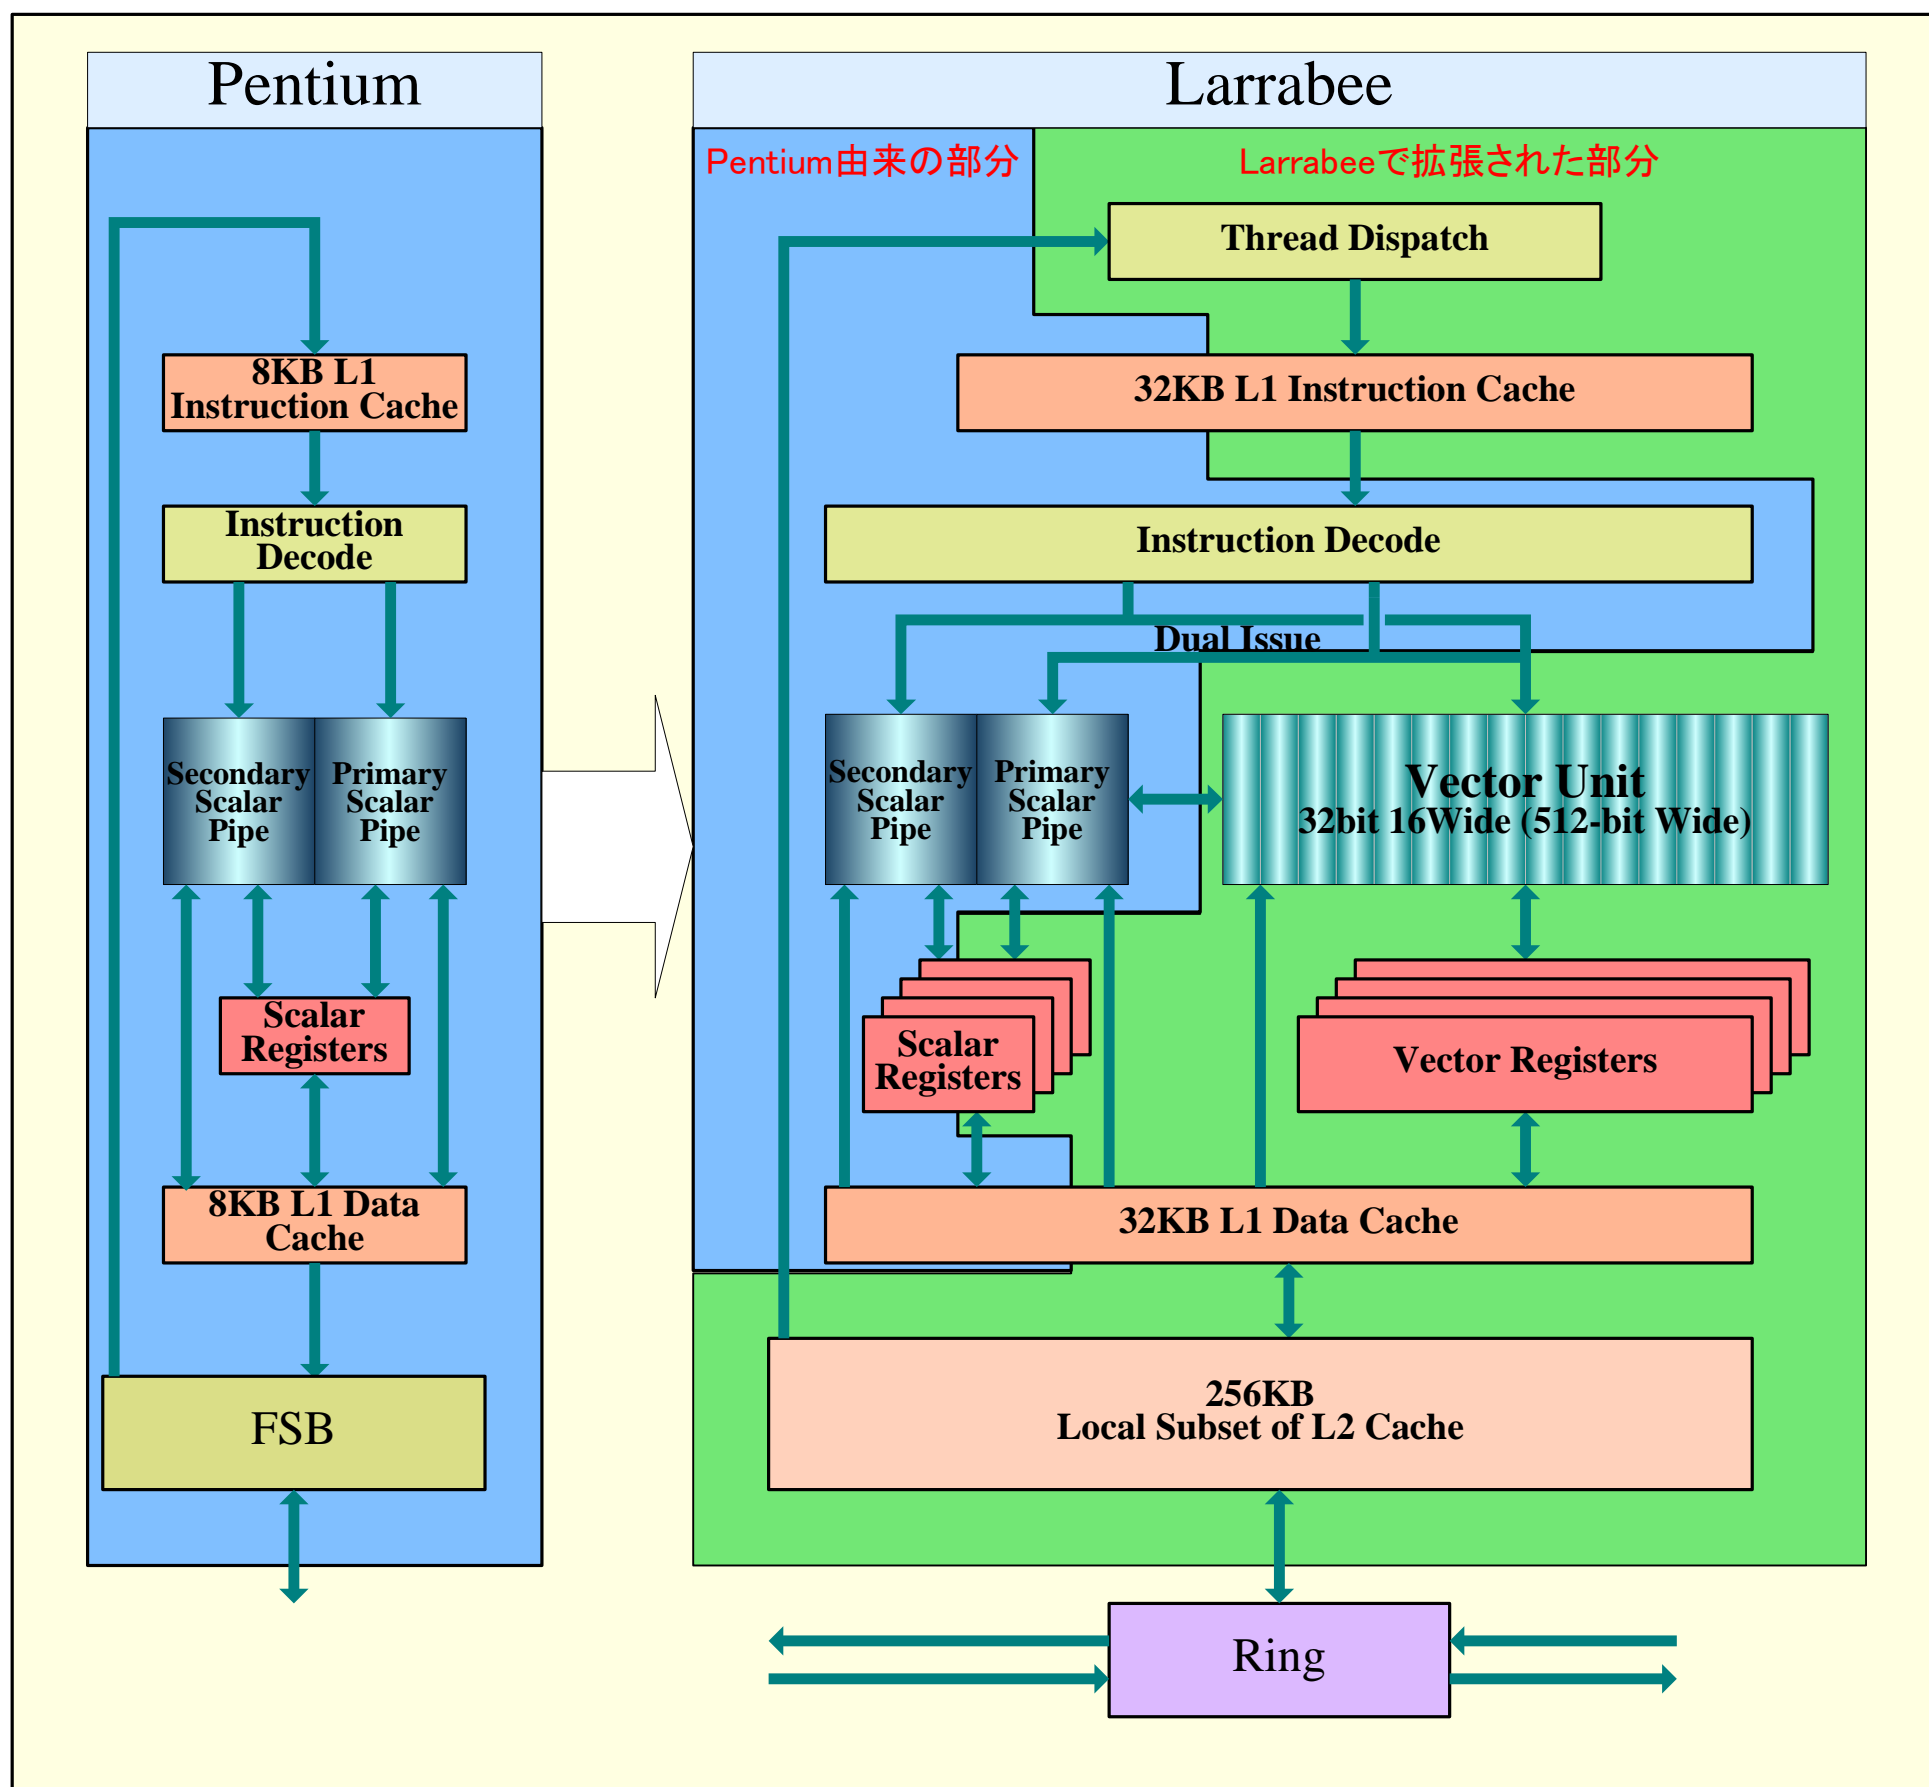 Pentium
8KB L1
Instruction Cache
Instruction
Decode
Secondary
Scalar
Pipe
Primary
Scalar
Pipe
Scalar
Registers
8KB L1 Data
Cache
FSB
Larrabee
Pentium由来の部分
Larrabeeで拡張された部分
Thread Dispatch
32KB L1 Instruction Cache
Instruction Decode
Dual Issue
Secondary
Scalar
Pipe
Primary
Scalar
Pipe
Vector Unit
32bit 16Wide (512-bit Wide)
Scalar
Registers
Vector Registers
32KB L1 Data Cache
256KB
Local Subset of L2 Cache
Ring